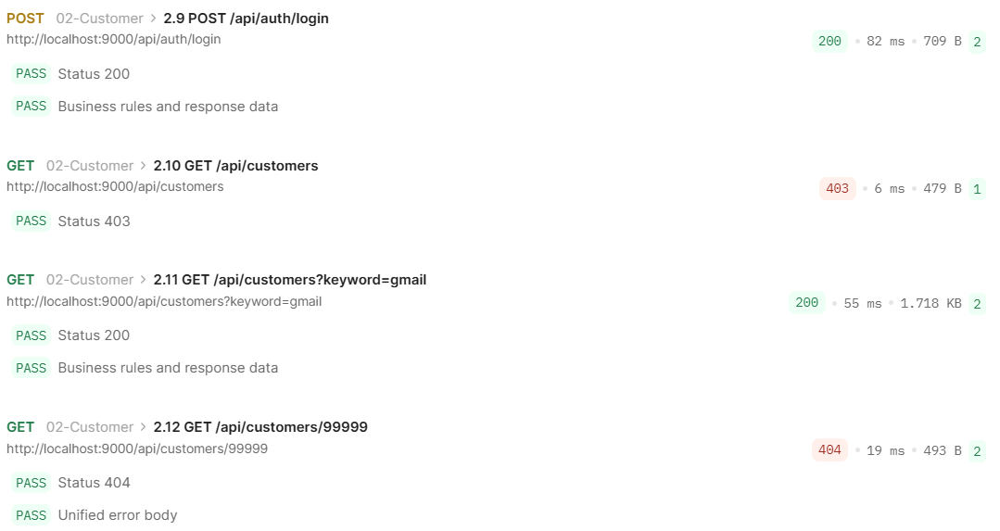 POST 02-Customer > 2.9 POST /api/auth/login
http://localhost:9000/api/auth/login
200 • 82 ms • 709 B 2
PASS Status 200
PASS Business rules and response data
GET 02-Customer > 2.10 GET /api/customers
http://localhost:9000/api/customers
403 • 6 ms • 479 B 1
PASS Status 403
GET 02-Customer > 2.11 GET /api/customers?keyword=gmail
http://localhost:9000/api/customers?keyword=gmail
200 • 55 ms • 1.718 KB 2
PASS Status 200
PASS Business rules and response data
GET 02-Customer > 2.12 GET /api/customers/99999
http://localhost:9000/api/customers/99999
404 • 19 ms • 493 B 2
PASS Status 404
PASS Unified error body